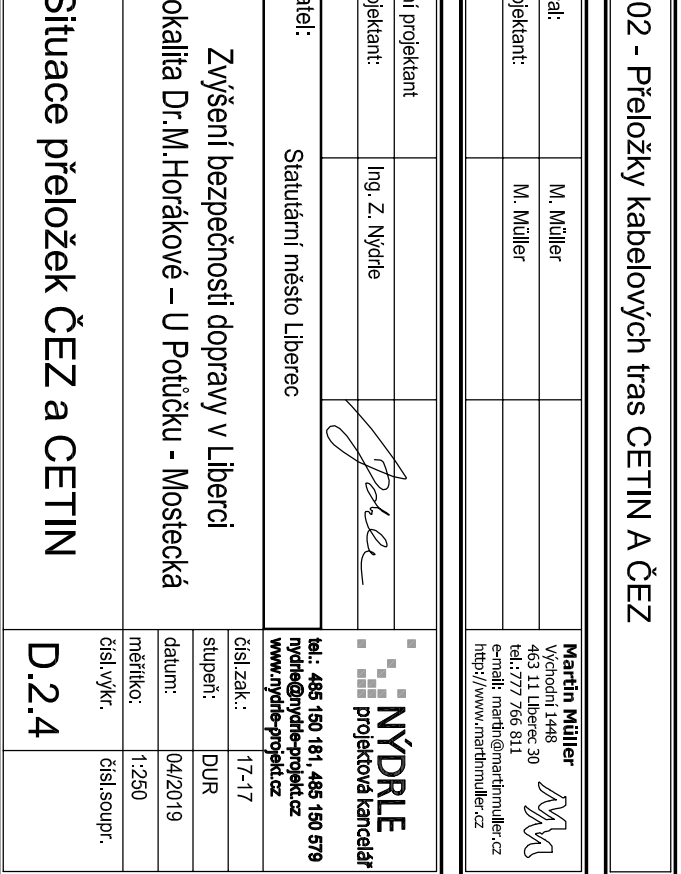 02 - Přeložky kabelových tras CETIN A ČEZ
al: M. Müller
ojektant: M. Müller
Martin Müller
Východní 1448
463 11 Liberec 30
tel.:777 766 811
e-mail: martin@martinmuller.cz
http://www.martinmuller.cz
ní projektant
ojektant: Ing. Z. Nýdrle
NÝDRLE
projektová kancelář
tel.: 485 150 181, 485 150 579
nydrle@nydrle-projekt.cz
www.nydrle-projekt.cz
atel: Statutární město Liberec
Zvýšení bezpečnosti dopravy v Liberci
okalita Dr.M.Horákové – U Potůčku - Mostecká
čísl.zak.: 17-17
stupeň: DUR
datum: 04/2019
měřítko: 1:250
Situace přeložek ČEZ a CETIN
čísl.výkr. čísl.soupr.
D.2.4